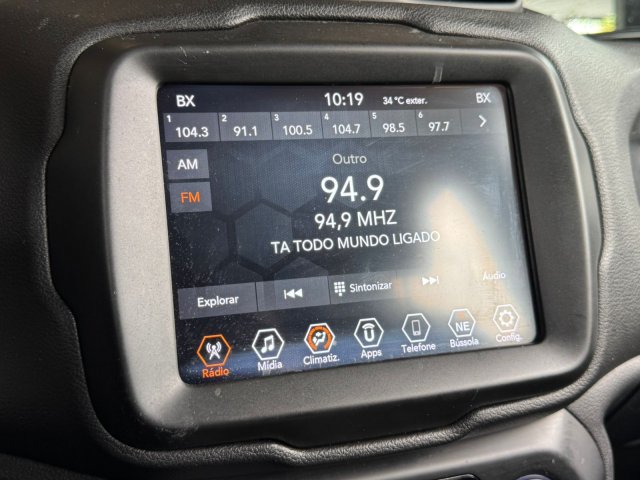 BX 10:19 34 °C exter. BX
1 104.3 2 91.1 3 100.5 4 104.7 5 98.5 6 97.7
AM
Outro
FM
94.9
94,9 MHZ
TA TODO MUNDO LIGADO
Explorar Sintonizar Áudio
Rádio Mídia Climatiz. Apps Telefone NE Bússola Config.